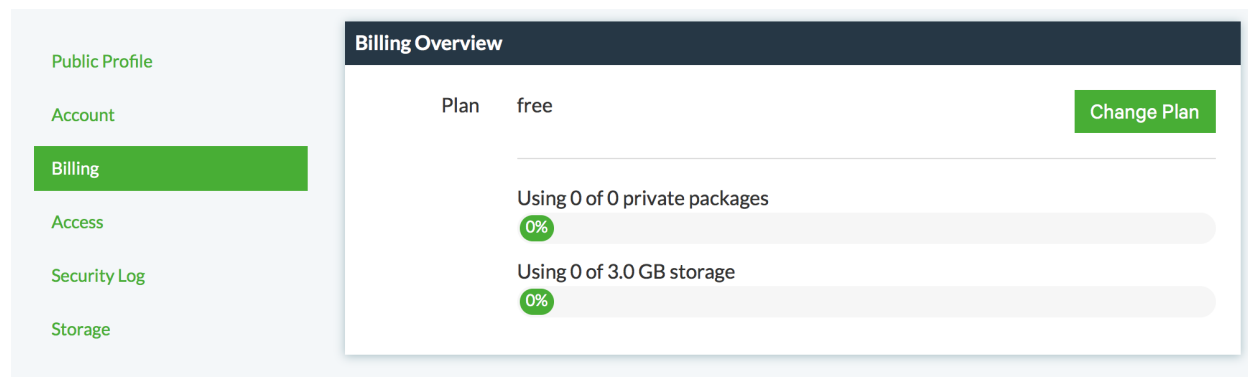 Public Profile
Account
Billing
Access
Security Log
Storage
Billing Overview
Plan free
Change Plan
Using 0 of 0 private packages
0%
Using 0 of 3.0 GB storage
0%